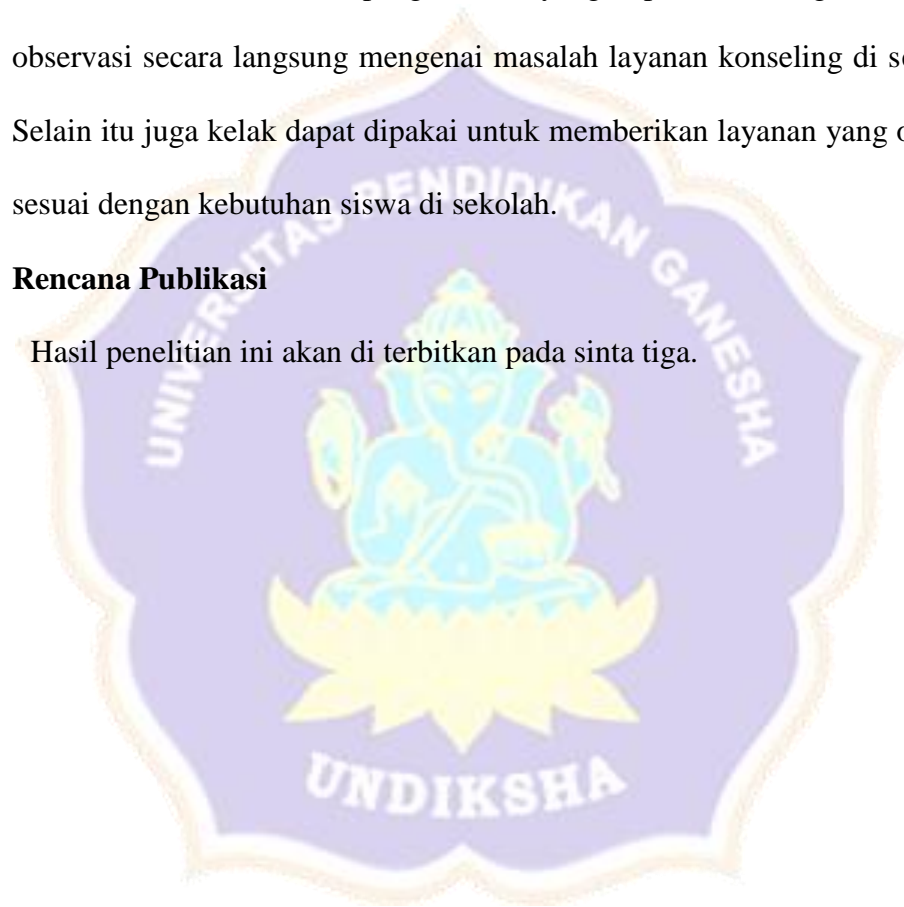 observasi secara langsung mengenai masalah layanan konseling di
Selain itu juga kelak dapat dipakai untuk memberikan layanan yang
sesuai dengan kebutuhan siswa di sekolah.
Rencana Publikasi
Hasil penelitian ini akan di terbitkan pada sinta tiga.
UNIVERSITAS PENDIDIKAN GANESHA
UNDIKSHA